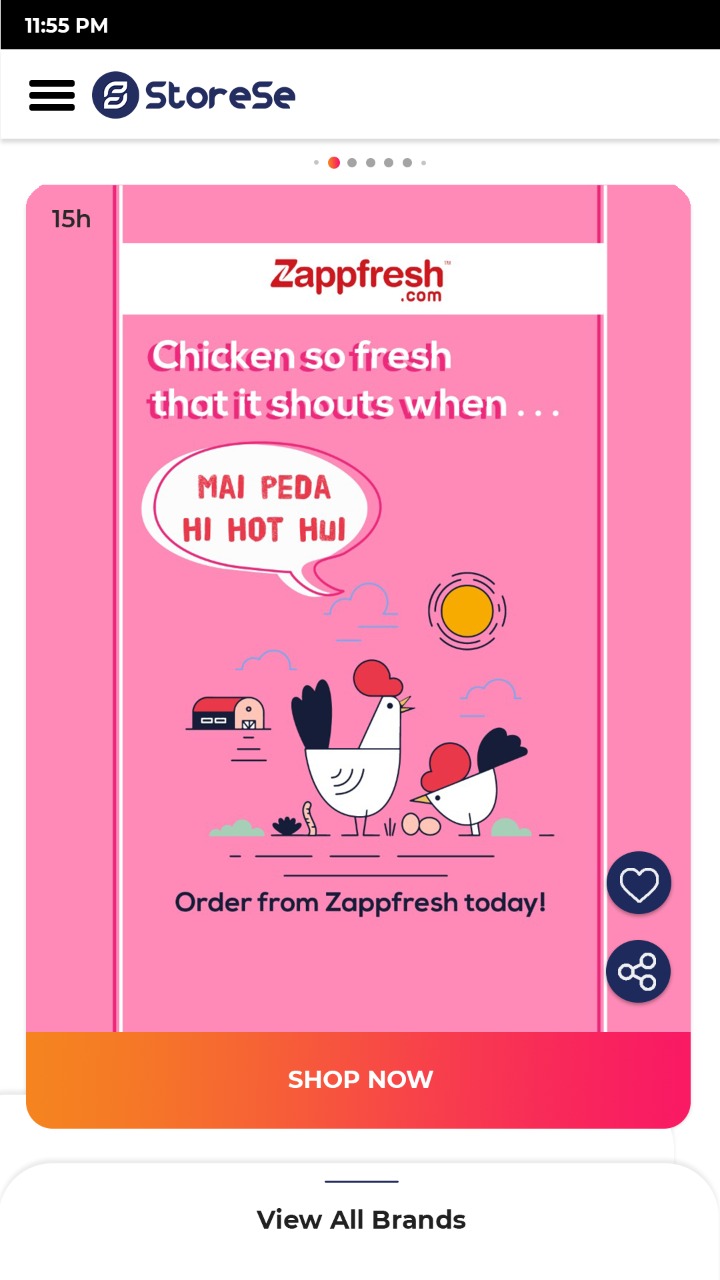 11:55 PM
StoreSe
15h
Zappfresh™
.com
Chicken so fresh
that it shouts when . . .
MAI PEDA
HI HOT HUI
Order from Zappfresh today!
SHOP NOW
View All Brands